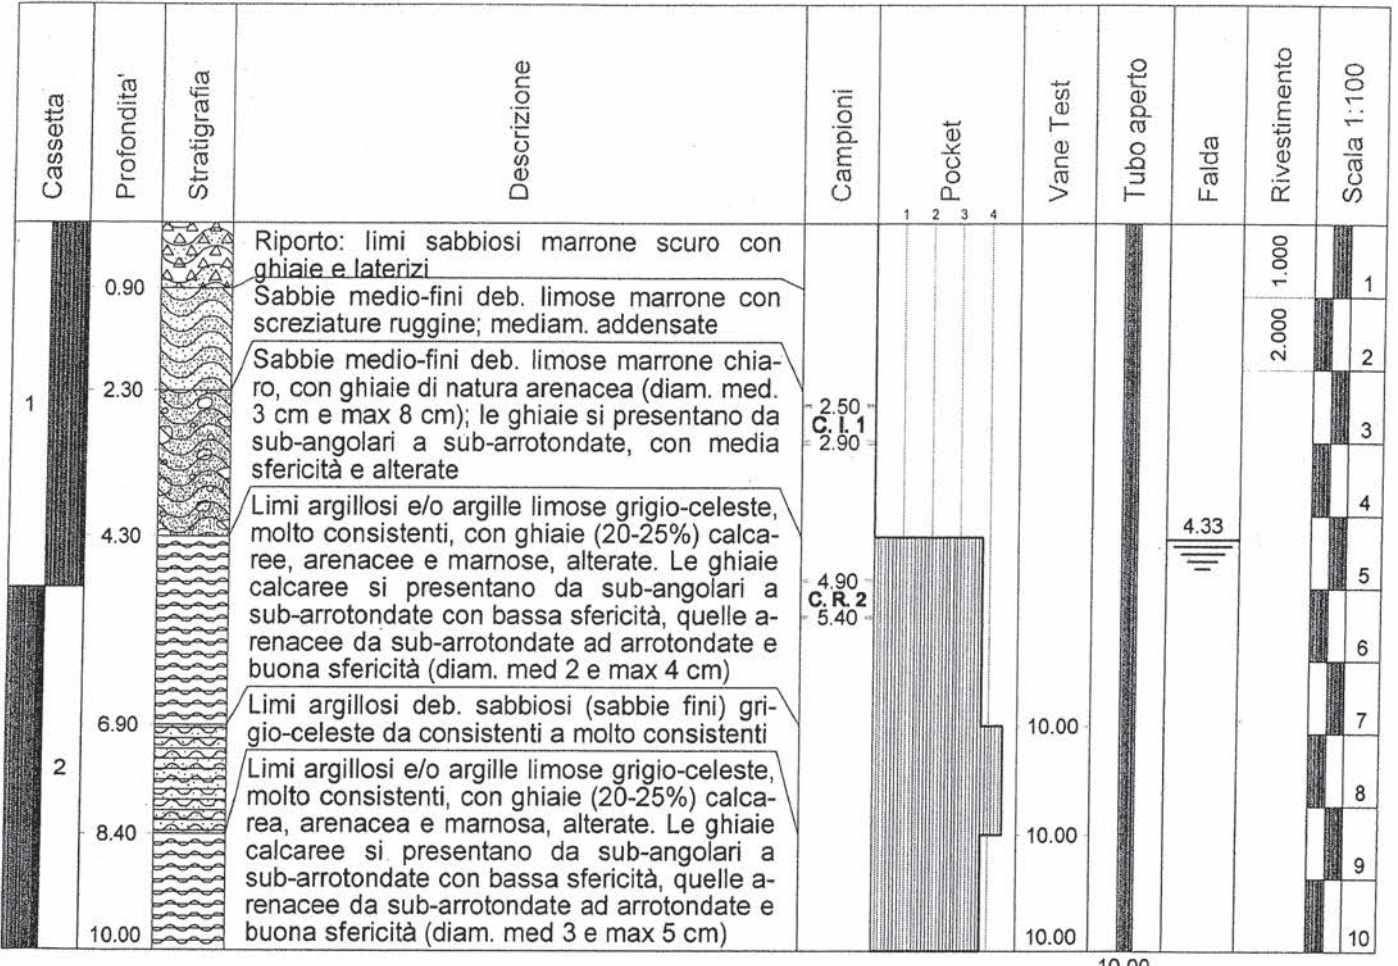 Cassetta
Profondita'
Stratigrafia
Descrizione
Campioni
Pocket
1 2 3 4
Vane Test
Tubo aperto
Falda
Rivestimento
Scala 1:100
Riporto: limi sabbiosi marrone scuro con
ghiaie e laterizi
0.90
Sabbie medio-fini deb. limose marrone con
screziature ruggine; mediam. addensate
1.000
2.000
1
2
Sabbie medio-fini deb. limose marrone chia-
ro, con ghiaie di natura arenacea (diam. med.
3 cm e max 8 cm); le ghiaie si presentano da
sub-angolari a sub-arrotondate, con media
sfericità e alterate
2.30
1
2.50
C. I. 1
2.90
3
4
Limi argillosi e/o argille limose grigio-celeste,
molto consistenti, con ghiaie (20-25%) calca-
ree, arenacee e marnose, alterate. Le ghiaie
calcaree si presentano da sub-angolari a
sub-arrotondate con bassa sfericità, quelle a-
renacee da sub-arrotondate ad arrotondate e
buona sfericità (diam. med 2 e max 4 cm)
4.30
4.33
4.90
C. R. 2
5.40
5
6
Limi argillosi deb. sabbiosi (sabbie fini) gri-
gio-celeste da consistenti a molto consistenti
6.90
10.00
7
2
Limi argillosi e/o argille limose grigio-celeste,
molto consistenti, con ghiaie (20-25%) calca-
rea, arenacea e marnosa, alterate. Le ghiaie
calcaree si presentano da sub-angolari a
sub-arrotondate con bassa sfericità, quelle a-
renacee da sub-arrotondate ad arrotondate e
buona sfericità (diam. med 3 e max 5 cm)
8.40
10.00
8
9
10.00
10.00
10
10.00